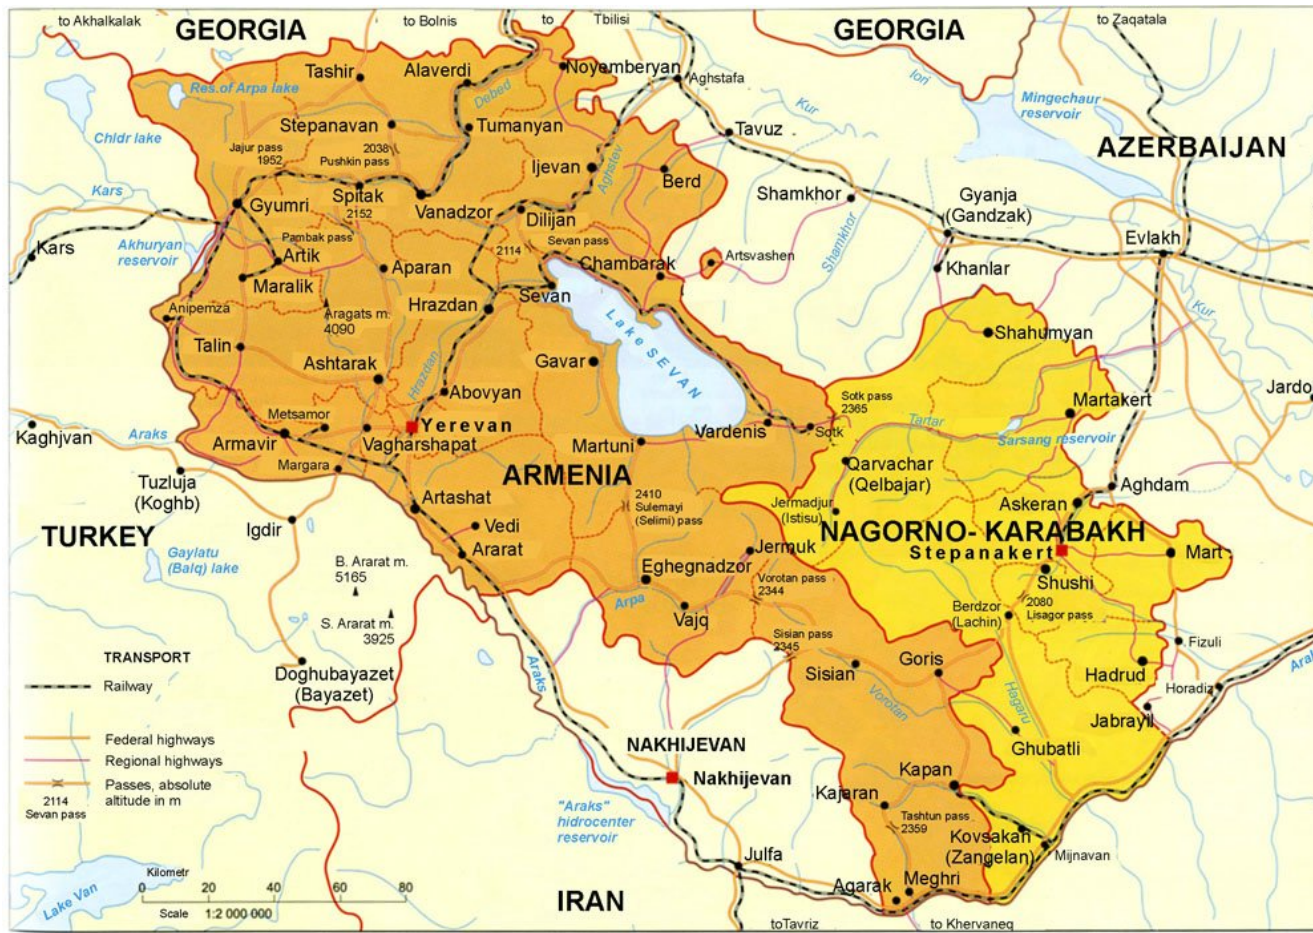 to Akhalkalak
to Bolnis
to
Tbilisi
to Zaqatala
GEORGIA
GEORGIA
Tashir
Alaverdi
Noyemberyan
Aghstafa
Iori
Res.of Arpa lake
Debed
Mingechaur
reservoir
Chldr lake
Stepanavan
Tumanyan
Kur
Tavuz
Jajur pass
1952
2038
Pushkin pass
AZERBAIJAN
Ijevan
Aghstev
Berd
Kars
Spitak
2152
Vanadzor
Shamkhor
Gyanja
(Gandzak)
Gyumri
Dilijan
Kars
Pambak pass
2114
Sevan pass
Shamkhor
Evlakh
Akhuryan
reservoir
Artik
Aparan
Chambarak
Artsvashen
Khanlar
Maralik
Sevan
Anipemza
Aragats m.
4090
Hrazdan
Kur
Lake SEVAN
Shahumyan
Talin
Ashtarak
Hrazdan
Gavar
Abovyan
Sotk pass
2365
Martakert
Jardo
Metsamor
Yerevan
Tartar
Kaghjvan
Araks
Armavir
Vagharshapat
Martuni
Vardenis
Sotk
Sarsang reservoir
Margara
ARMENIA
Qarvachar
(Qelbajar)
Tuzluja
(Koghb)
Aghdam
Artashat
2410
Sulemayi
(Selimi) pass
Jermadjur
(Istisu)
Askeran
TURKEY
Igdir
Vedi
NAGORNO- KARABAKH
Gaylatu
(Balq) lake
Ararat
Jermuk
Stepanakert
Mart
B. Ararat m.
5165
Eghegnadzor
Vorotan pass
2344
Shushi
Arpa
Vajq
Berdzor
(Lachin)
2080
Lisagor pass
S. Ararat m.
3925
Sisian pass
2345
Fizuli
TRANSPORT
Doghubayazet
(Bayazet)
Araks
Sisian
Goris
Hadrud
Horadiz
Railway
Vorotan
Hagaru
Jabrayil
Federal highways
NAKHIJEVAN
Ghubatli
Regional highways
Passes, absolute
altitude in m
Nakhijevan
Kapan
2114
Sevan pass
"Araks"
hidrocenter
reservoir
Kajaran
Tashtun pass
2359
Kovsakan
(Zangelan)
Mijnavan
Julfa
Kilometr
0 20 40 60 80
Meghri
Agarak
Lake Van
Scale 1:2 000 000
IRAN
toTavriz
to Khervaneq